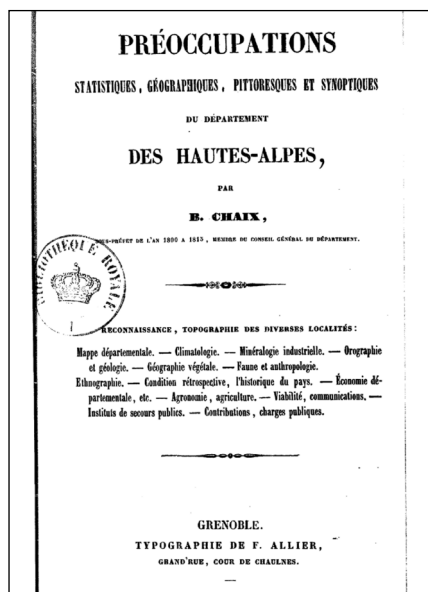 PRÉOCCUPATIONS
STATISTIQUES, GÉOGRAPHIQUES, PITTORESQUES ET SYNOPTIQUES
DU DÉPARTEMENT
DES HAUTES-ALPES,
PAR
B. CHAIX,
SOUS-PRÉFET DE L'AN 1800 A 1815, MEMBRE DU CONSEIL GÉNÉRAL DU DÉPARTEMENT.
BIBLIOTHEQUE ROYALE
RECONNAISSANCE, TOPOGRAPHIE DES DIVERSES LOCALITÉS:
Mappe départementale. — Climatologie. — Minéralogie industrielle. — Orographie
et géologie. — Géographie végétale. — Faune et anthropologie.
Ethnographie. — Condition rétrospective, l'historique du pays. — Économie dé-
partementale, etc. — Agronomie, agriculture. — Viabilité, communications. —
Instituts de secours publics. — Contributions, charges publiques.
GRENOBLE.
TYPOGRAPHIE DE F. ALLIER,
GRAND'RUE, COUR DE CHAULNES.